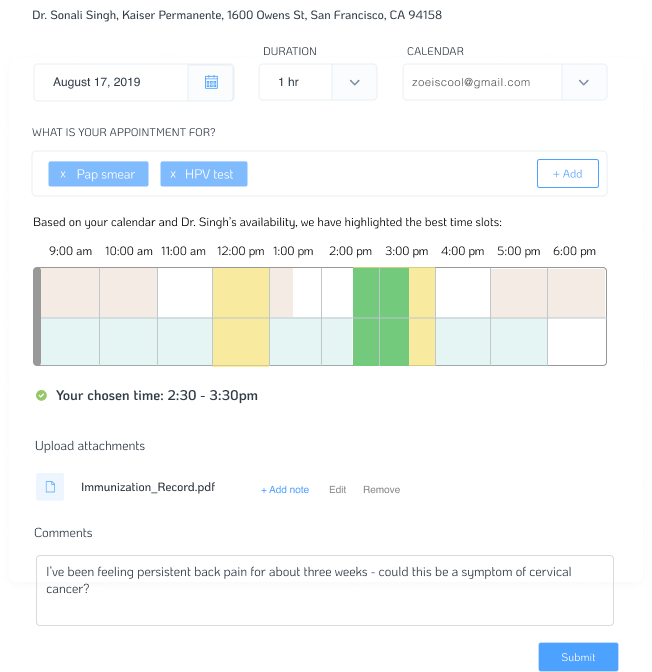 Dr. Sonali Singh, Kaiser Permanente, 1600 Owens St, San Francisco, CA 94158
DURATION
CALENDAR
August 17, 2019
1 hr
zoeiscool@gmail.com
WHAT IS YOUR APPOINTMENT FOR?
x Pap smear
x HPV test
+ Add
Based on your calendar and Dr. Singh's availability, we have highlighted the best time slots:
9:00 am 10:00 am 11:00 am 12:00 pm 1:00 pm 2:00 pm 3:00 pm 4:00 pm 5:00 pm 6:00 pm
Your chosen time: 2:30 - 3:30pm
Upload attachments
Immunization_Record.pdf
+ Add note
Edit
Remove
Comments
I've been feeling persistent back pain for about three weeks - could this be a symptom of cervical
cancer?
Submit